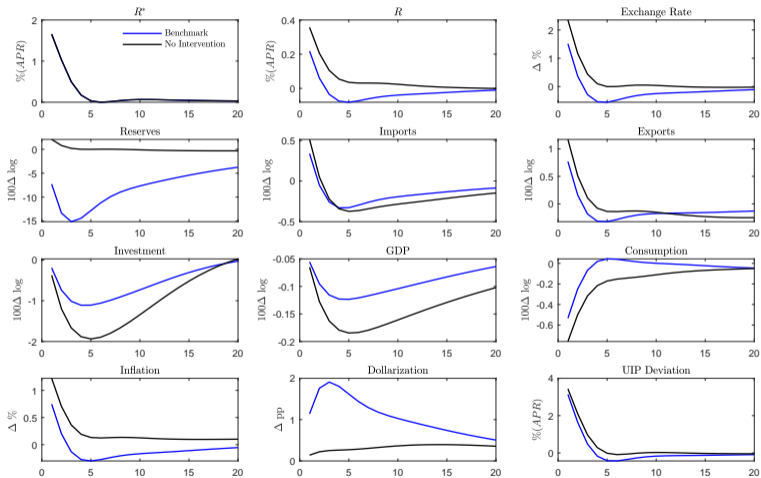 R* R Exchange Rate
%(APR) %(APR) Δ %
Benchmark
No Intervention
2 1 0
0.4 0.2 0
2 1 0
0 5 10 15 20 0 5 10 15 20 0 5 10 15 20
Reserves Imports Exports
100Δ log 100Δ log 100Δ log
0 -5 -10 -15
0.5 0 -0.5
1 0.5 0
0 5 10 15 20 0 5 10 15 20 0 5 10 15 20
Investment GDP Consumption
100Δ log 100Δ log 100Δ log
0 -1 -2
-0.05 -0.1 -0.15 -0.2
0 -0.2 -0.4 -0.6
0 5 10 15 20 0 5 10 15 20 0 5 10 15 20
Inflation Dollarization UIP Deviation
Δ % Δ pp %(APR)
1 0.5 0
2 1 0
4 2 0
0 5 10 15 20 0 5 10 15 20 0 5 10 15 20